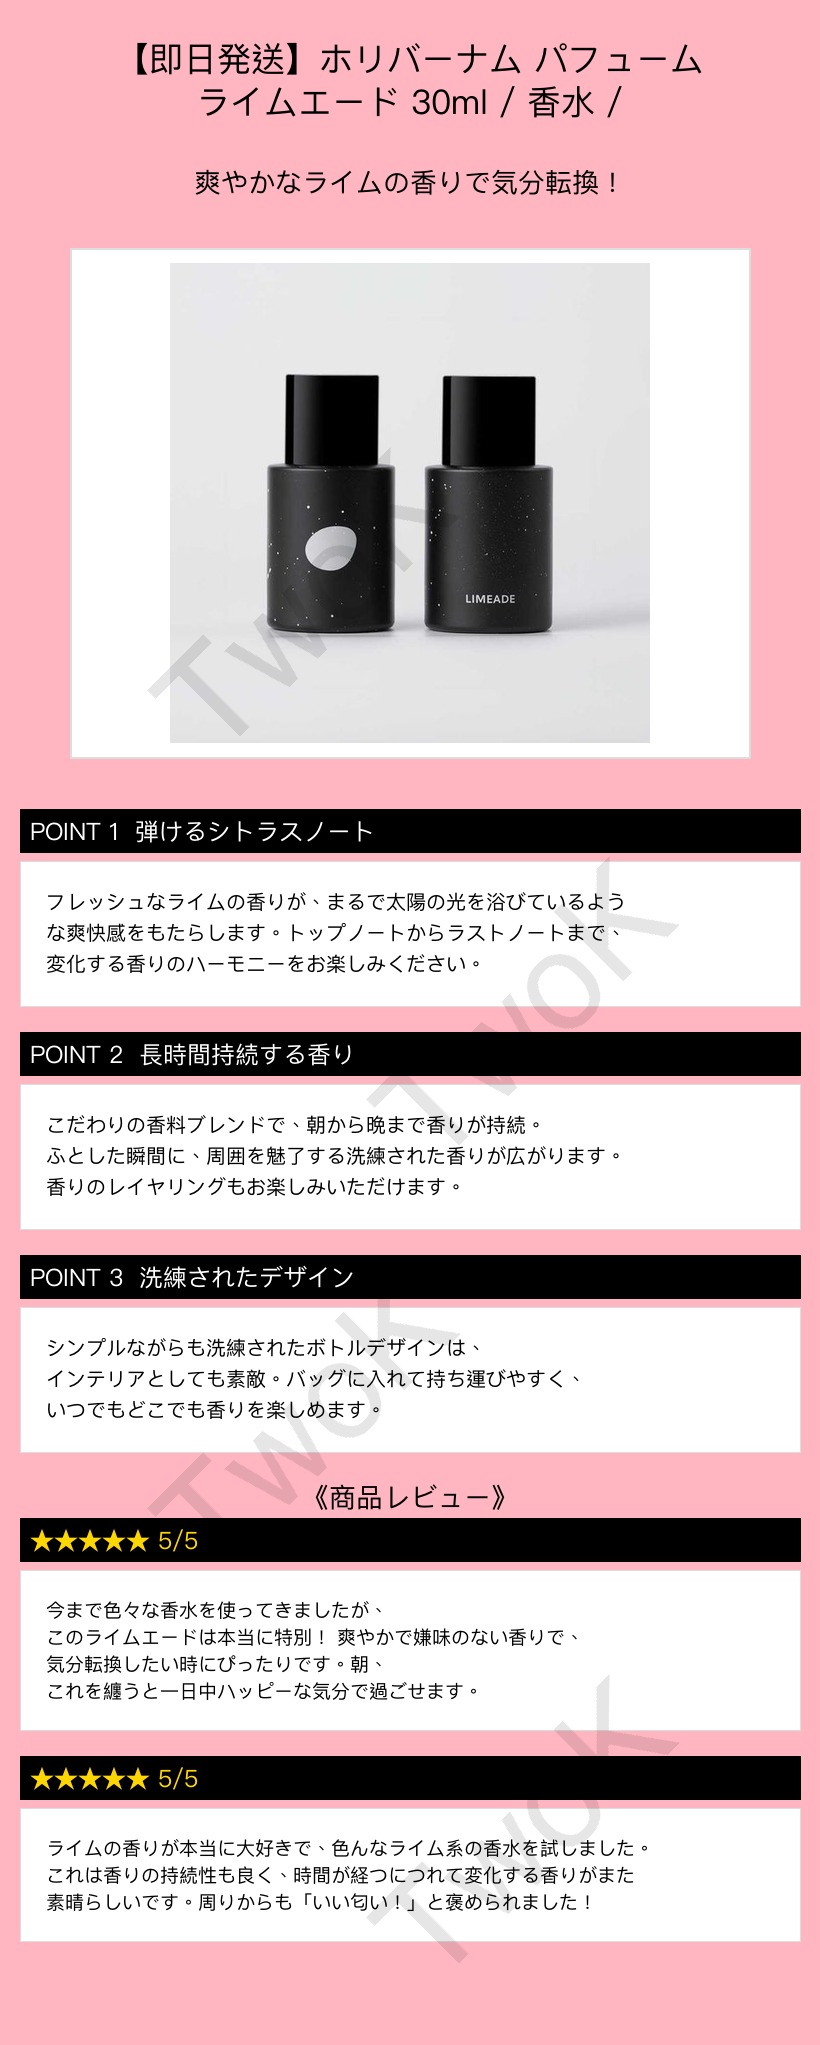 【即日発送】ホリバーナム パフューム
ライムエード 30ml / 香水 /
爽やかなライムの香りで気分転換！
LIMEADE
TwoK
POINT 1 弾けるシトラスノート
フレッシュなライムの香りが、まるで太陽の光を浴びているよう
な爽快感をもたらします。トップノートからラストノートまで、
変化する香りのハーモニーをお楽しみください。
TwoK
POINT 2 長時間持続する香り
こだわりの香料ブレンドで、朝から晩まで香りが持続。
ふとした瞬間に、周囲を魅了する洗練された香りが広がります。
香りのレイヤリングもお楽しみいただけます。
POINT 3 洗練されたデザイン
シンプルながらも洗練されたボトルデザインは、
インテリアとしても素敵。バッグに入れて持ち運びやすく、
いつでもどこでも香りを楽しめます。
TwoK
《商品レビュー》
★★★★★ 5/5
今まで色々な香水を使ってきましたが、
このライムエードは本当に特別！ 爽やかで嫌味のない香りで、
気分転換したい時にぴったりです。朝、
これを纏うと一日中ハッピーな気分で過ごせます。
★★★★★ 5/5
ライムの香りが本当に大好きで、色んなライム系の香水を試しました。
これは香りの持続性も良く、時間が経つにつれて変化する香りがまた
素晴らしいです。周りからも「いい匂い！」と褒められました！
TwoK